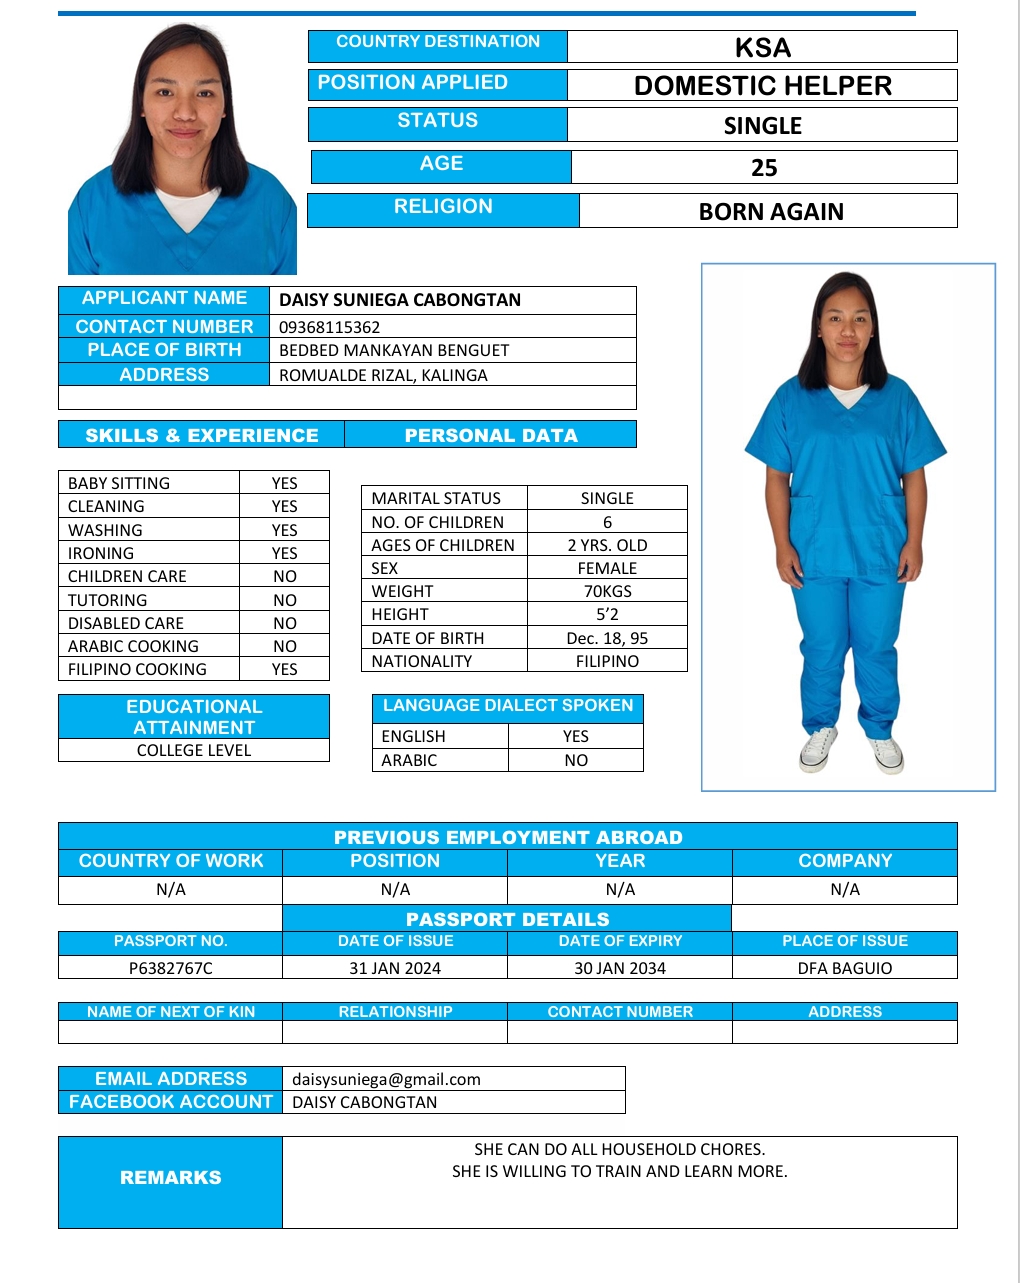 COUNTRY DESTINATION KSA
POSITION APPLIED DOMESTIC HELPER
STATUS SINGLE
AGE 25
RELIGION BORN AGAIN
APPLICANT NAME DAISY SUNIEGA CABONGTAN
CONTACT NUMBER 09368115362
PLACE OF BIRTH BEDBED MANKAYAN BENGUET
ADDRESS ROMUALDE RIZAL, KALINGA
SKILLS & EXPERIENCE PERSONAL DATA
BABY SITTING YES
CLEANING YES
WASHING YES
IRONING YES
CHILDREN CARE NO
TUTORING NO
DISABLED CARE NO
ARABIC COOKING NO
FILIPINO COOKING YES
MARITAL STATUS SINGLE
NO. OF CHILDREN 6
AGES OF CHILDREN 2 YRS. OLD
SEX FEMALE
WEIGHT 70KGS
HEIGHT 5’2
DATE OF BIRTH Dec. 18, 95
NATIONALITY FILIPINO
EDUCATIONAL
ATTAINMENT
COLLEGE LEVEL
LANGUAGE DIALECT SPOKEN
ENGLISH YES
ARABIC NO
PREVIOUS EMPLOYMENT ABROAD
COUNTRY OF WORK POSITION YEAR COMPANY
N/A N/A N/A N/A
PASSPORT DETAILS
PASSPORT NO. DATE OF ISSUE DATE OF EXPIRY PLACE OF ISSUE
P6382767C 31 JAN 2024 30 JAN 2034 DFA BAGUIO
NAME OF NEXT OF KIN RELATIONSHIP CONTACT NUMBER ADDRESS
EMAIL ADDRESS daisysuniega@gmail.com
FACEBOOK ACCOUNT DAISY CABONGTAN
REMARKS
SHE CAN DO ALL HOUSEHOLD CHORES.
SHE IS WILLING TO TRAIN AND LEARN MORE.